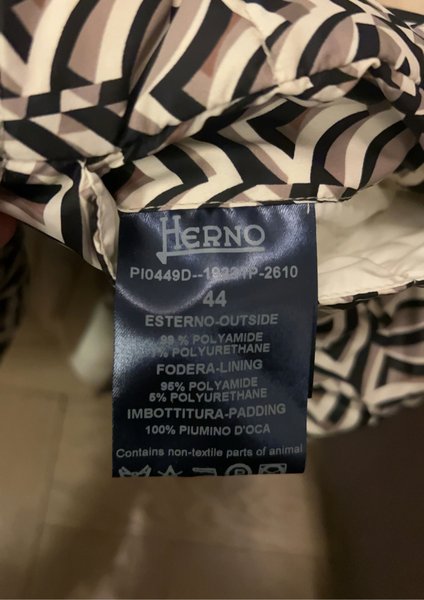 HERNO
44
ESTERNO-OUTSIDE
99 % POLYAMIDE
1% POLYURETHANE
FODERA-LINING
95% POLYAMIDE
5% POLYURETHANE
IMBOTTITURA-PADDING
100% PIUMINO D'OCA
Contains non-textile parts of animal
P